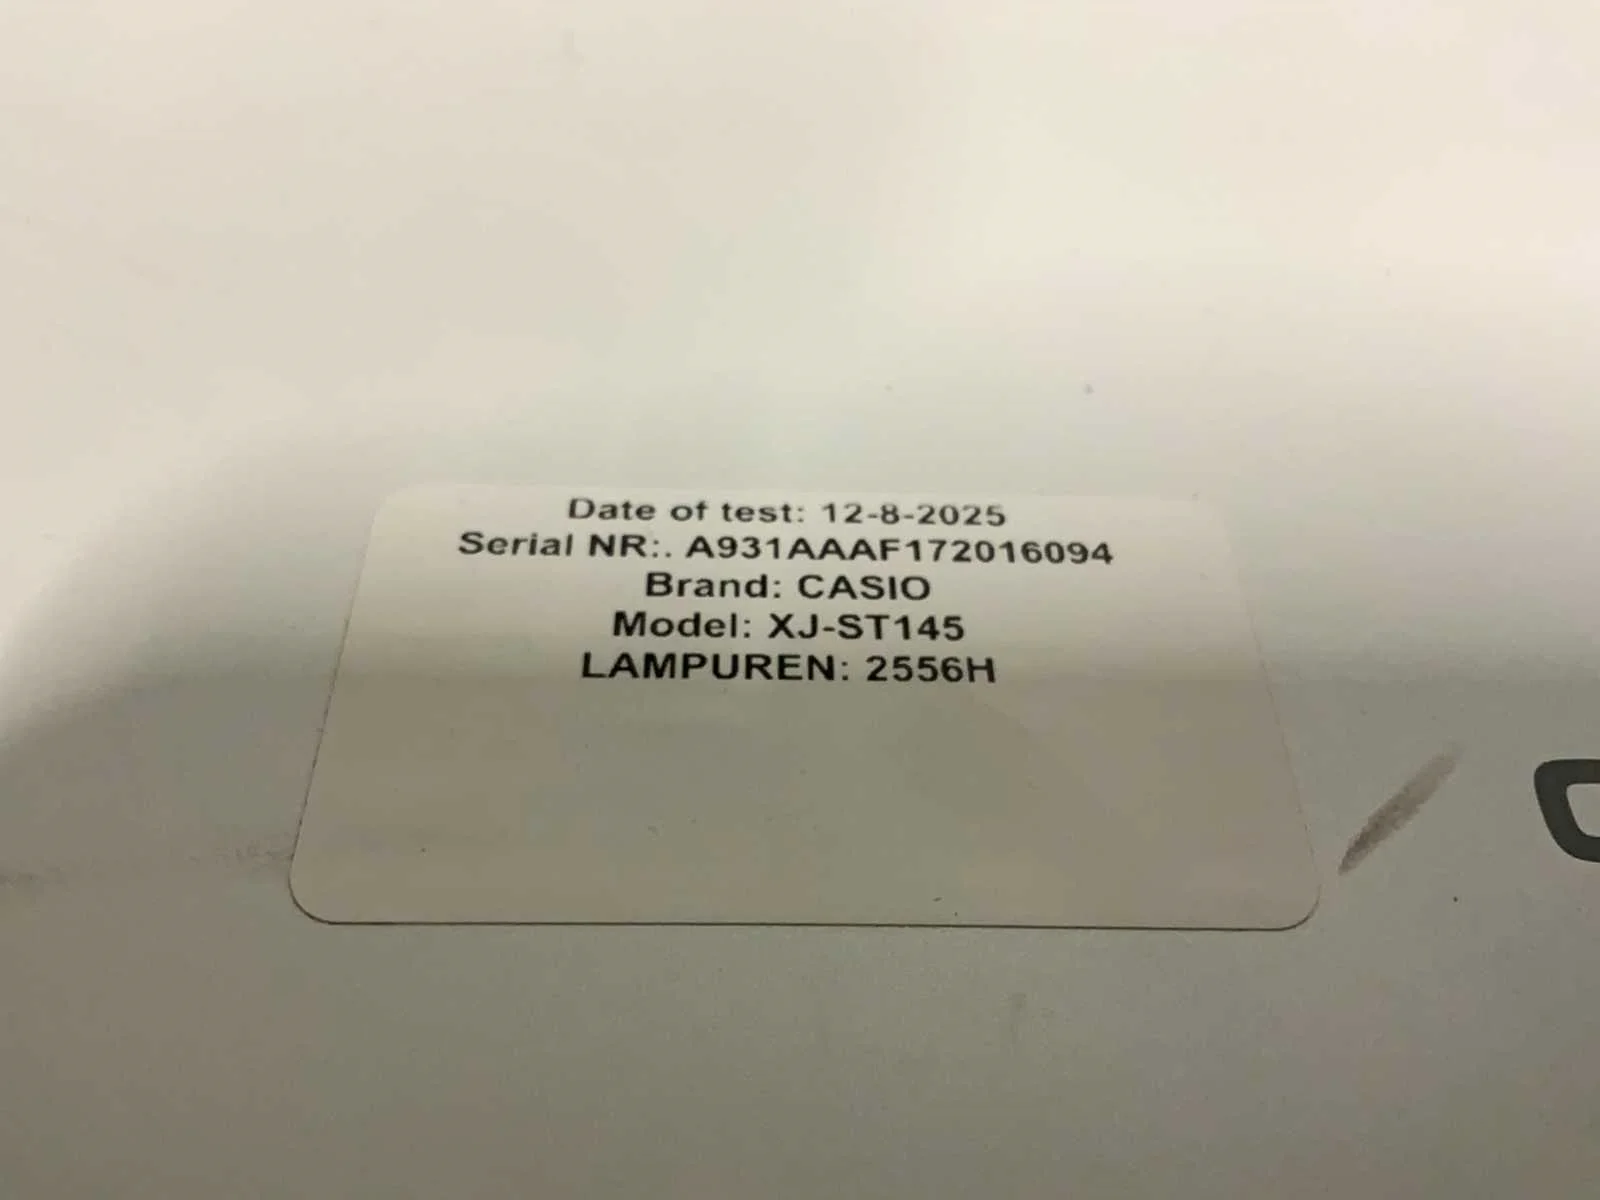 Date of test: 12-8-2025
Serial NR:. A931AAAF172016094
Brand: CASIO
Model: XJ-ST145
LAMPUREN: 2556H